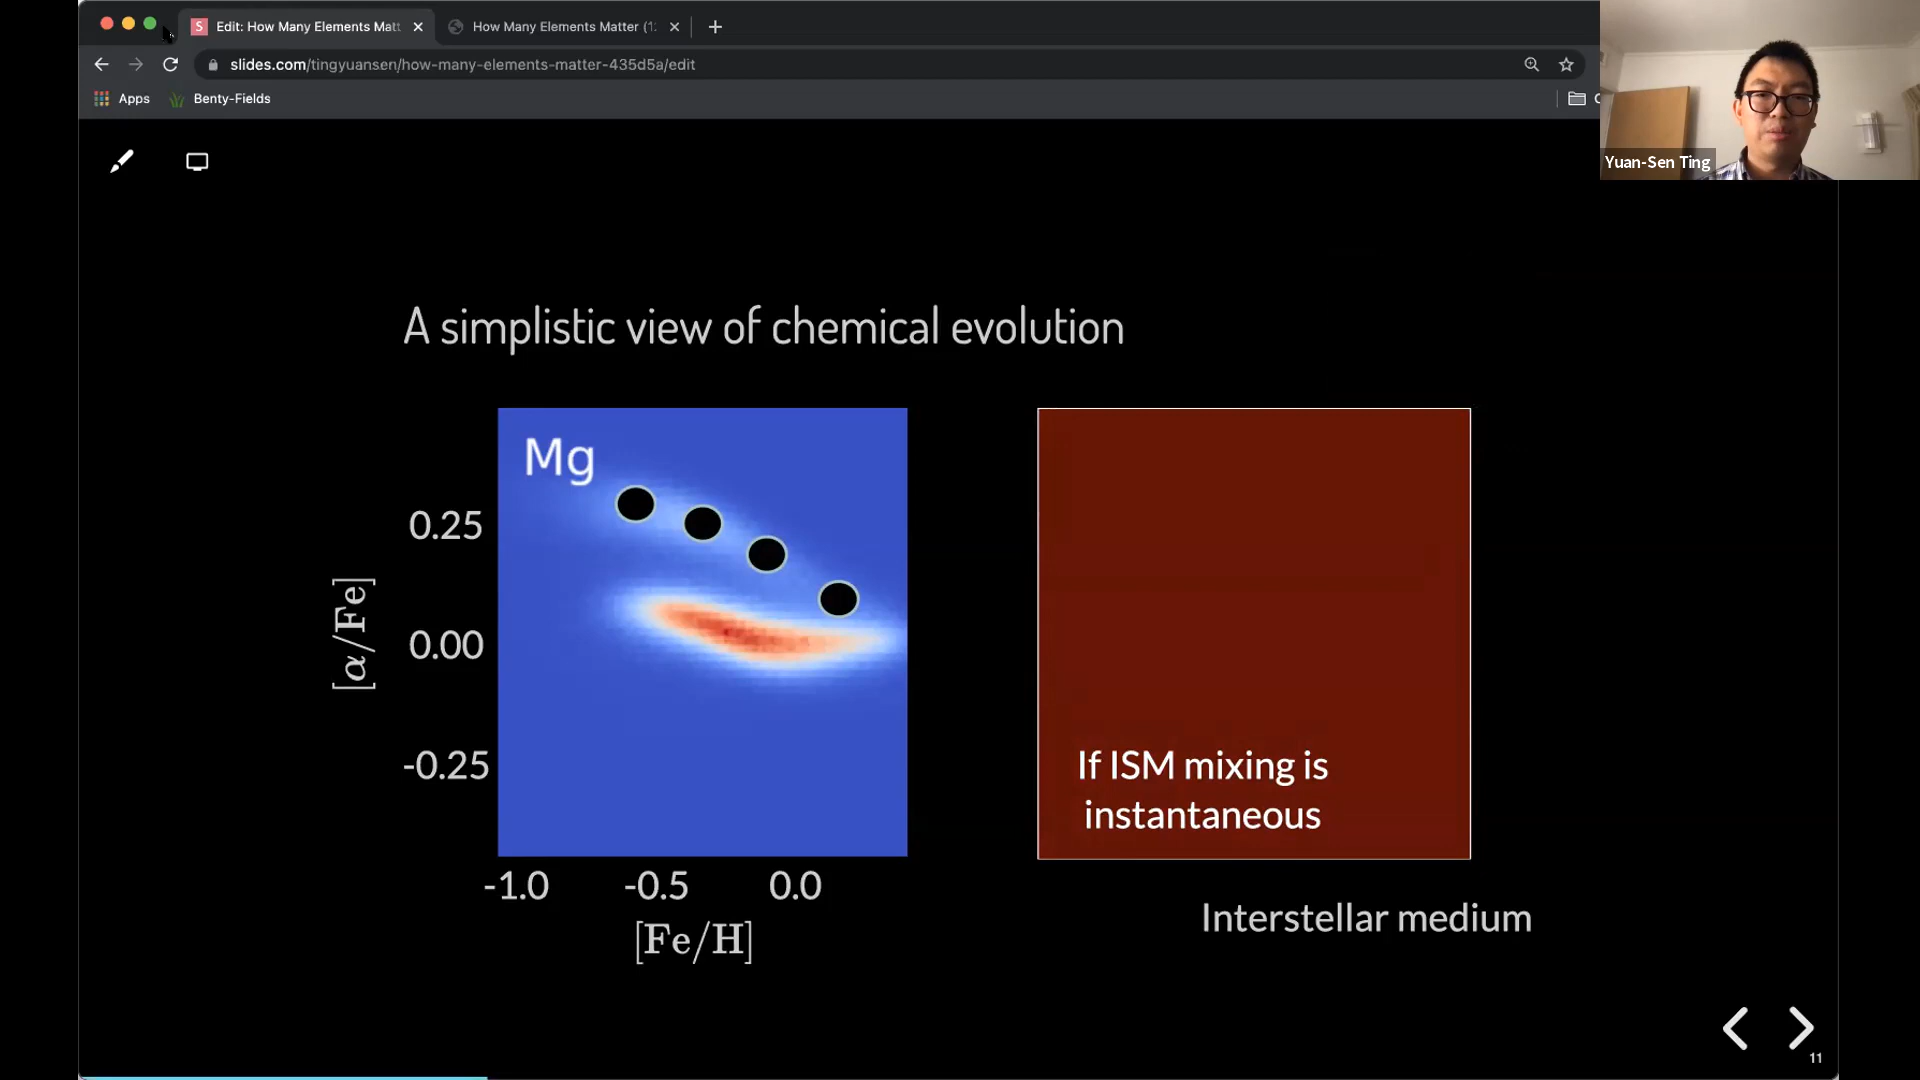 S Edit: How Many Elements Matt
How Many Elements Matter (1
slides.com/tingyuansen/how-many-elements-matter-435d5a/edit
Apps
Benty-Fields
Yuan-Sen Ting
A simplistic view of chemical evolution
Mg
0.25
0.00
-0.25
[α/Fe]
-1.0 -0.5 0.0
[Fe/H]
If ISM mixing is
instantaneous
Interstellar medium
11